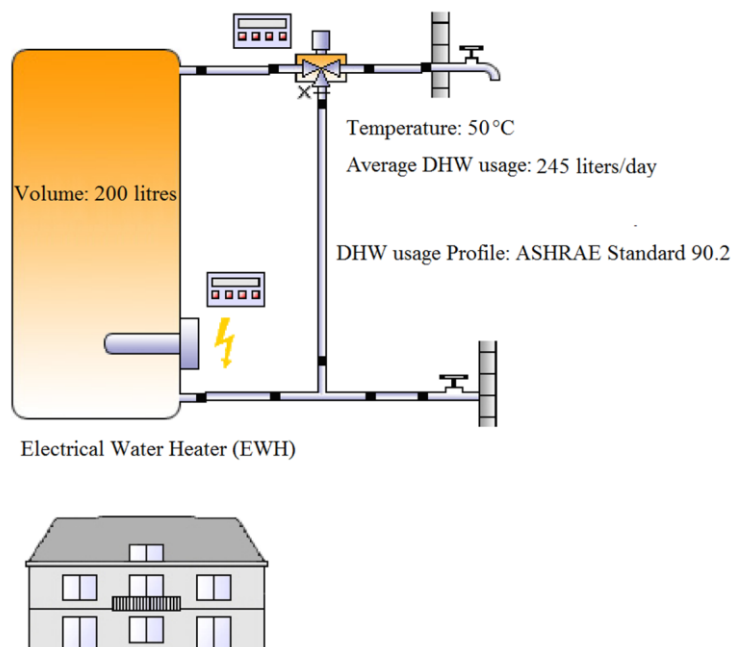 Temperature: 50°C
Average DHW usage: 245 liters/day
Volume: 200 litres
DHW usage Profile: ASHRAE Standard 90.2
Electrical Water Heater (EWH)